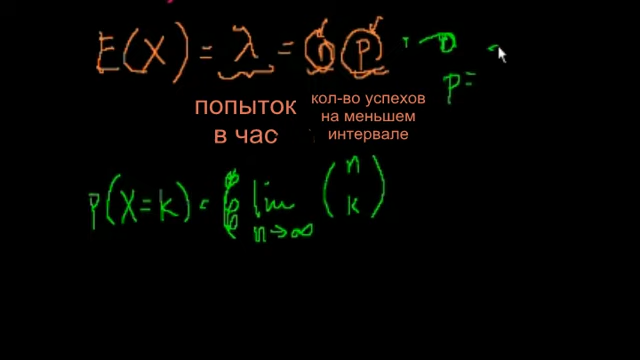 E(X) = λ = n p
p =
попыток
в час
кол-во успехов
на меньшем
интервале
P(X=k) = lim n→∞ (n k)